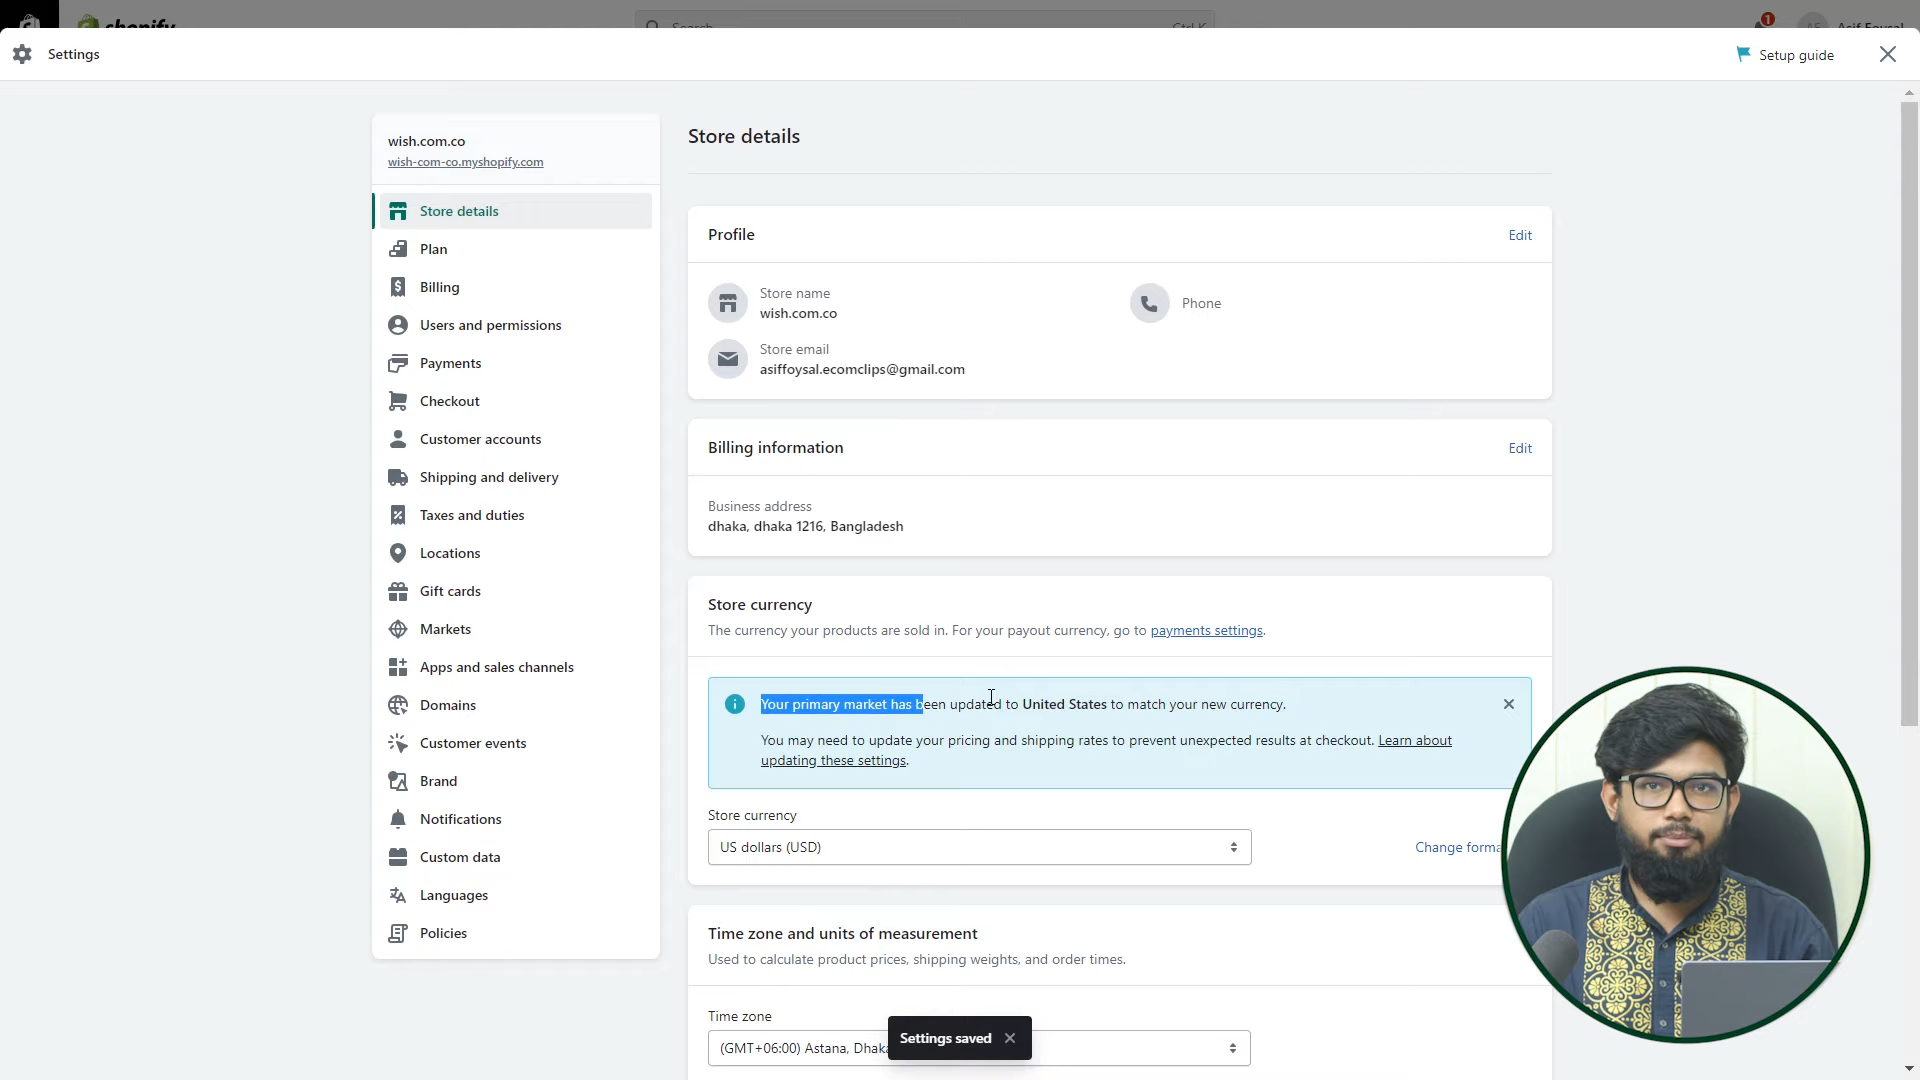 shopify
Search
Ctrl K
1
AF
Asif Foysal
Settings
Setup guide
wish.com.co
wish-com-co.myshopify.com
Store details
Plan
Billing
Users and permissions
Payments
Checkout
Customer accounts
Shipping and delivery
Taxes and duties
Locations
Gift cards
Markets
Apps and sales channels
Domains
Customer events
Brand
Notifications
Custom data
Languages
Policies
Store details
Profile
Edit
Store name
wish.com.co
Phone
Store email
asiffoysal.ecomclips@gmail.com
Billing information
Edit
Business address
dhaka, dhaka 1216, Bangladesh
Store currency
The currency your products are sold in. For your payout currency, go to payments settings.
Your primary market has been updated to United States to match your new currency.
You may need to update your pricing and shipping rates to prevent unexpected results at checkout. Learn about
updating these settings.
Store currency
US dollars (USD)
Change forma
Time zone and units of measurement
Used to calculate product prices, shipping weights, and order times.
Time zone
(GMT+06:00) Astana, Dhaka
Settings saved